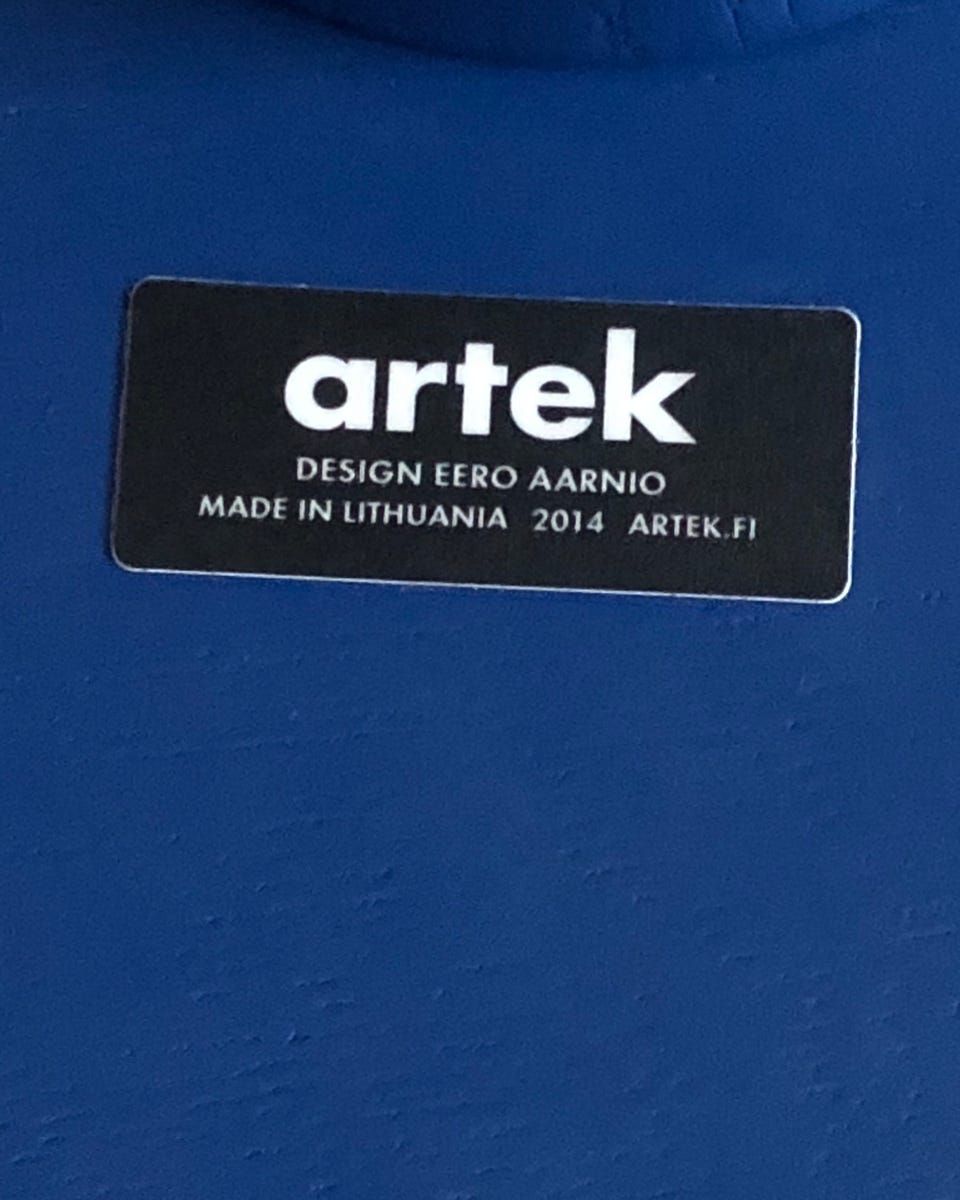 artek
DESIGN EERO AARNIO
MADE IN LITHUANIA 2014 ARTEK.FI